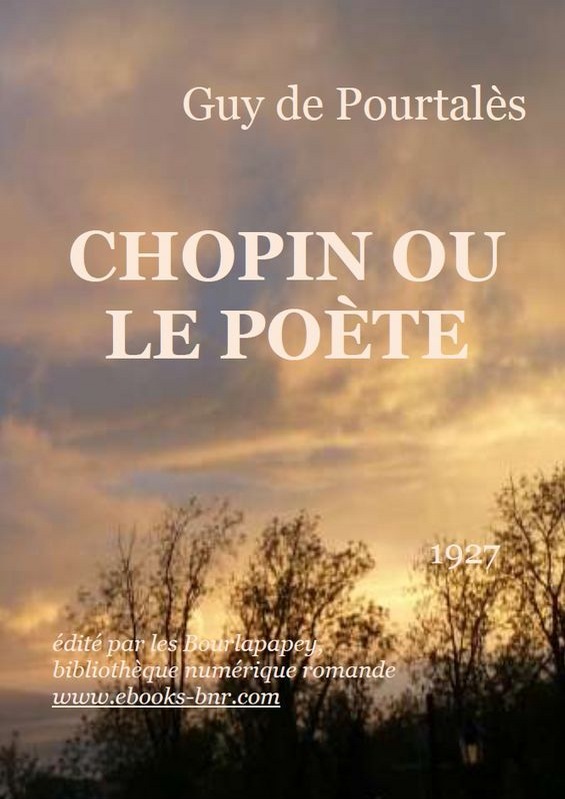 Guy de Pourtalès
CHOPIN OU
LE POÈTE
1927
édité par les Bourlapapey,
bibliothèque numérique romande
www.ebooks-bnr.com